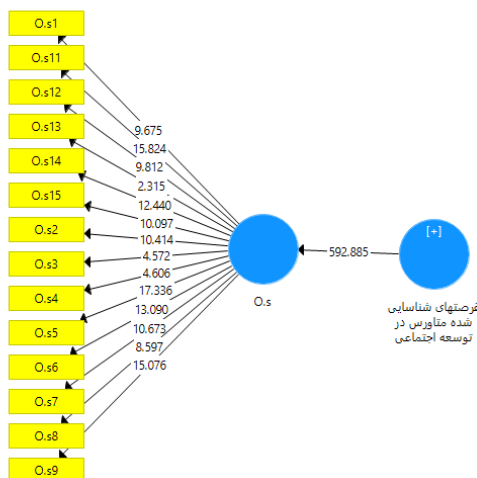 O.s1
O.s11
O.s12
O.s13
O.s14
O.s15
O.s2
O.s3
O.s4
O.s5
O.s6
O.s7
O.s8
O.s9
9.675
15.824
9.812
2.315
12.440
10.097
10.414
4.572
4.606
17.336
13.090
10.673
8.597
15.076
O.s
592.885
[+]
فرصتهای شناسایی
شده متاورس در
توسعه اجتماعی